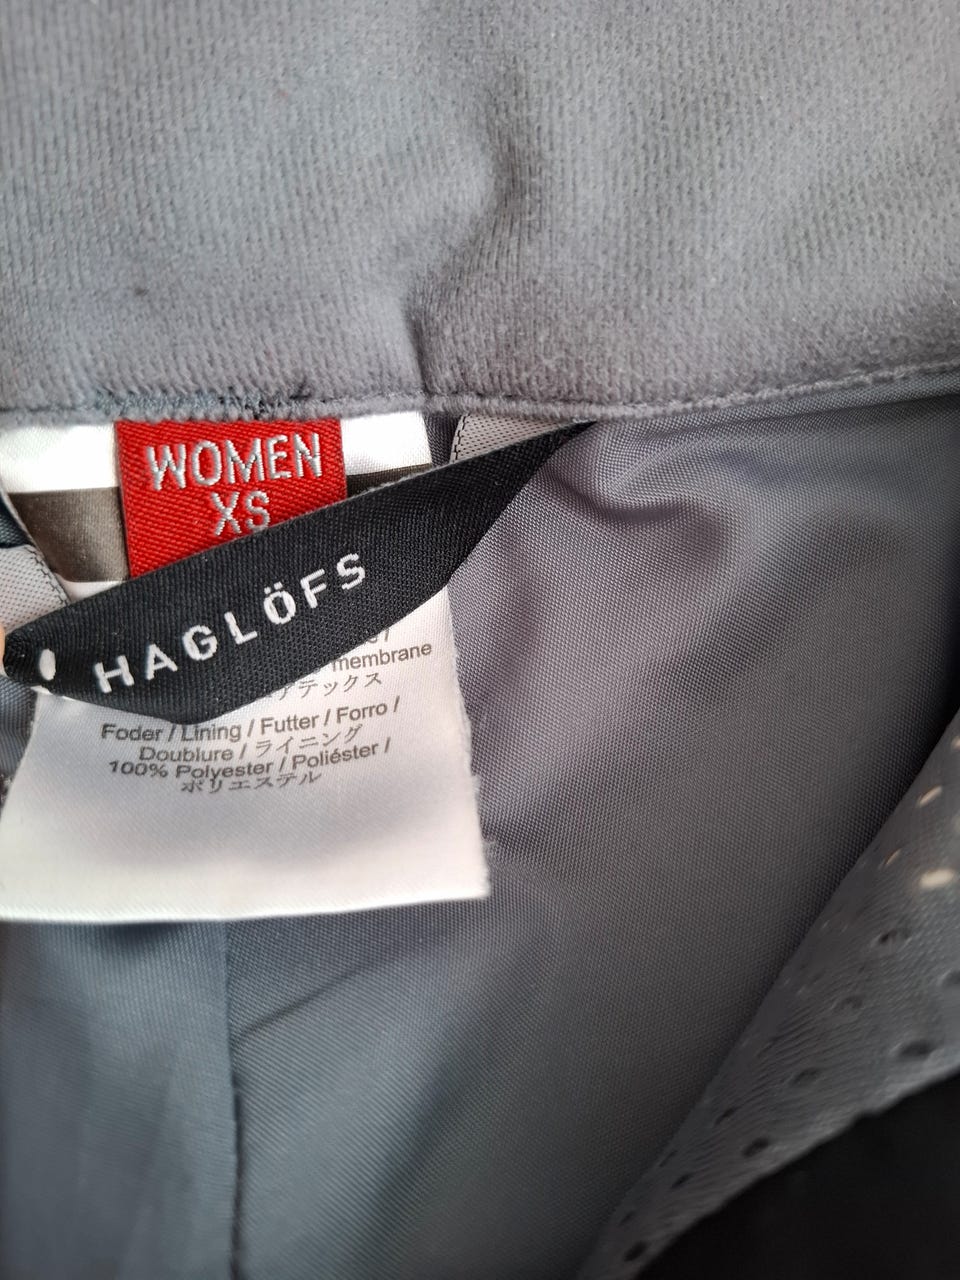 WOMEN
XS
HAGLÖFS
membrane
アテックス
Foder / Lining / Futter / Forro /
Doublure / ライニング
100% Polyester / Poliéster /
ポリエステル